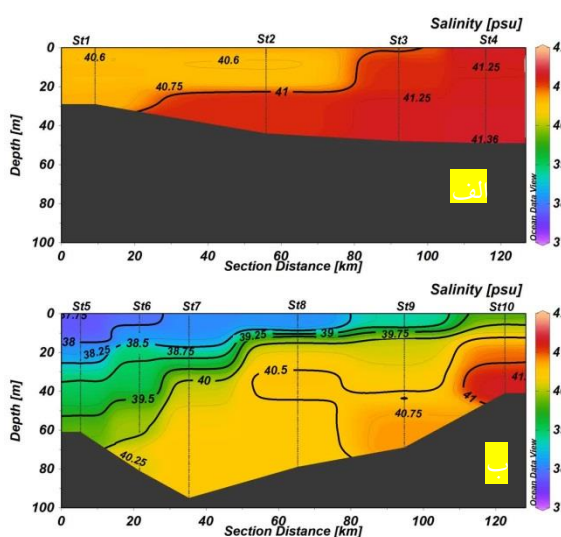 Salinity [psu]
St1 St2 St3 St4
0 20 40 60 80 100
Depth [m]
40.6 40.6 41.25
40.75 41 41.25
41.36
الف
Ocean Data View
0 20 40 60 80 100 120
Section Distance [km]
Salinity [psu]
St5 St6 St7 St8 St9 St10
0 20 40 60 80 100
Depth [m]
37.75
38 38.25 38.5 38.75 39.25 39 39.75
39.5 40 40.5 40.75 41 41.
40.25
ب
Ocean Data View
0 20 40 60 80 100 120
Section Distance [km]